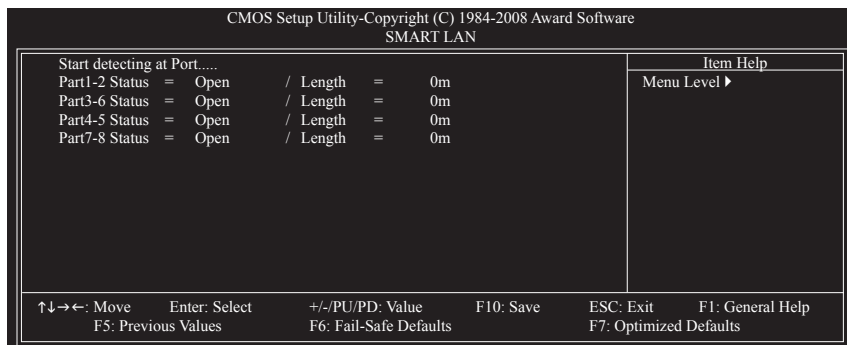 CMOS Setup Utility-Copyright (C) 1984-2008 Award Software
SMART LAN
Start detecting at Port.....
Part1-2 Status = Open / Length = 0m
Part3-6 Status = Open / Length = 0m
Part4-5 Status = Open / Length = 0m
Part7-8 Status = Open / Length = 0m
Item Help
Menu Level
↑↓→←: Move Enter: Select +/-/PU/PD: Value F10: Save ESC: Exit F1: General Help
F5: Previous Values F6: Fail-Safe Defaults F7: Optimized Defaults